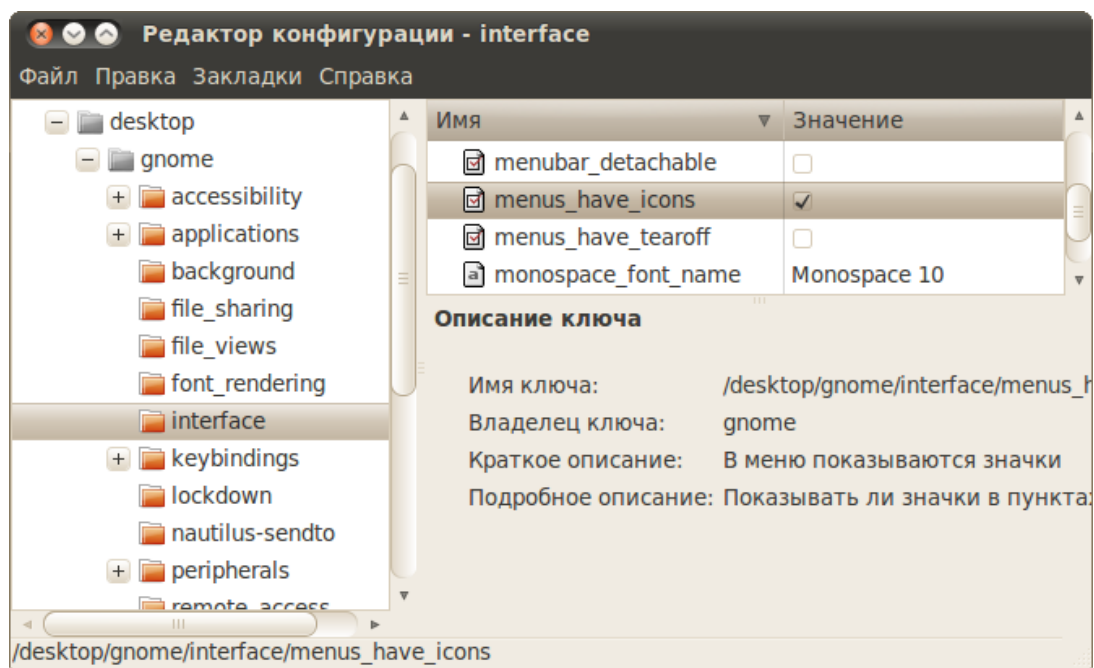 Редактор конфигурации - interface
Файл Правка Закладки Справка
desktop
gnome
accessibility
applications
background
file_sharing
file_views
font_rendering
interface
keybindings
lockdown
nautilus-sendto
peripherals
remote_access
Имя Значение
menubar_detachable
menus_have_icons
menus_have_tearoff
monospace_font_name Monospace 10
Описание ключа
Имя ключа: /desktop/gnome/interface/menus_h
Владелец ключа: gnome
Краткое описание: В меню показываются значки
Подробное описание: Показывать ли значки в пункта
/desktop/gnome/interface/menus_have_icons